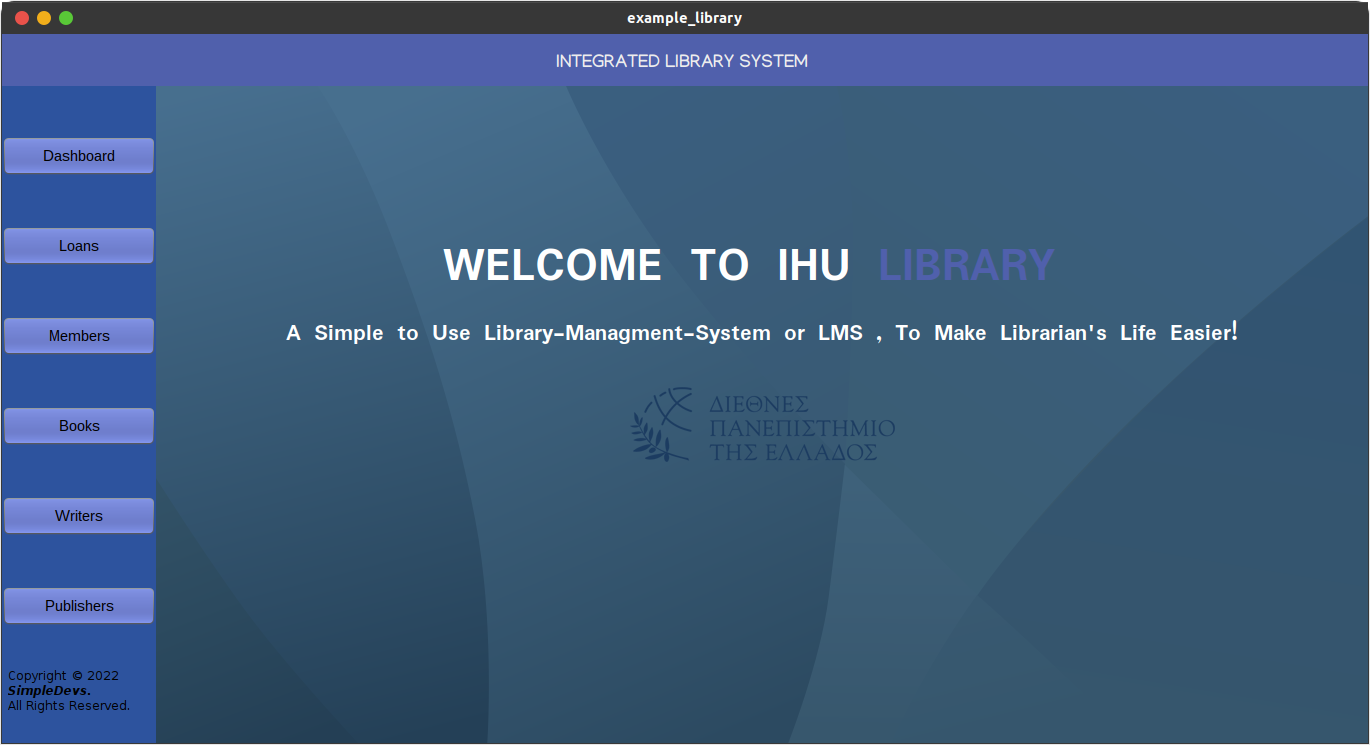 example_library
INTEGRATED LIBRARY SYSTEM
Dashboard
Loans
Members
Books
Writers
Publishers
Copyright © 2022
SimpleDevs.
All Rights Reserved.
WELCOME TO IHU LIBRARY
A Simple to Use Library-Managment-System or LMS , To Make Librarian's Life Easier!
ΔΙΕΘΝΕΣ
ΠΑΝΕΠΙΣΤΗΜΙΟ
ΤΗΣ ΕΛΛΑΔΟΣ